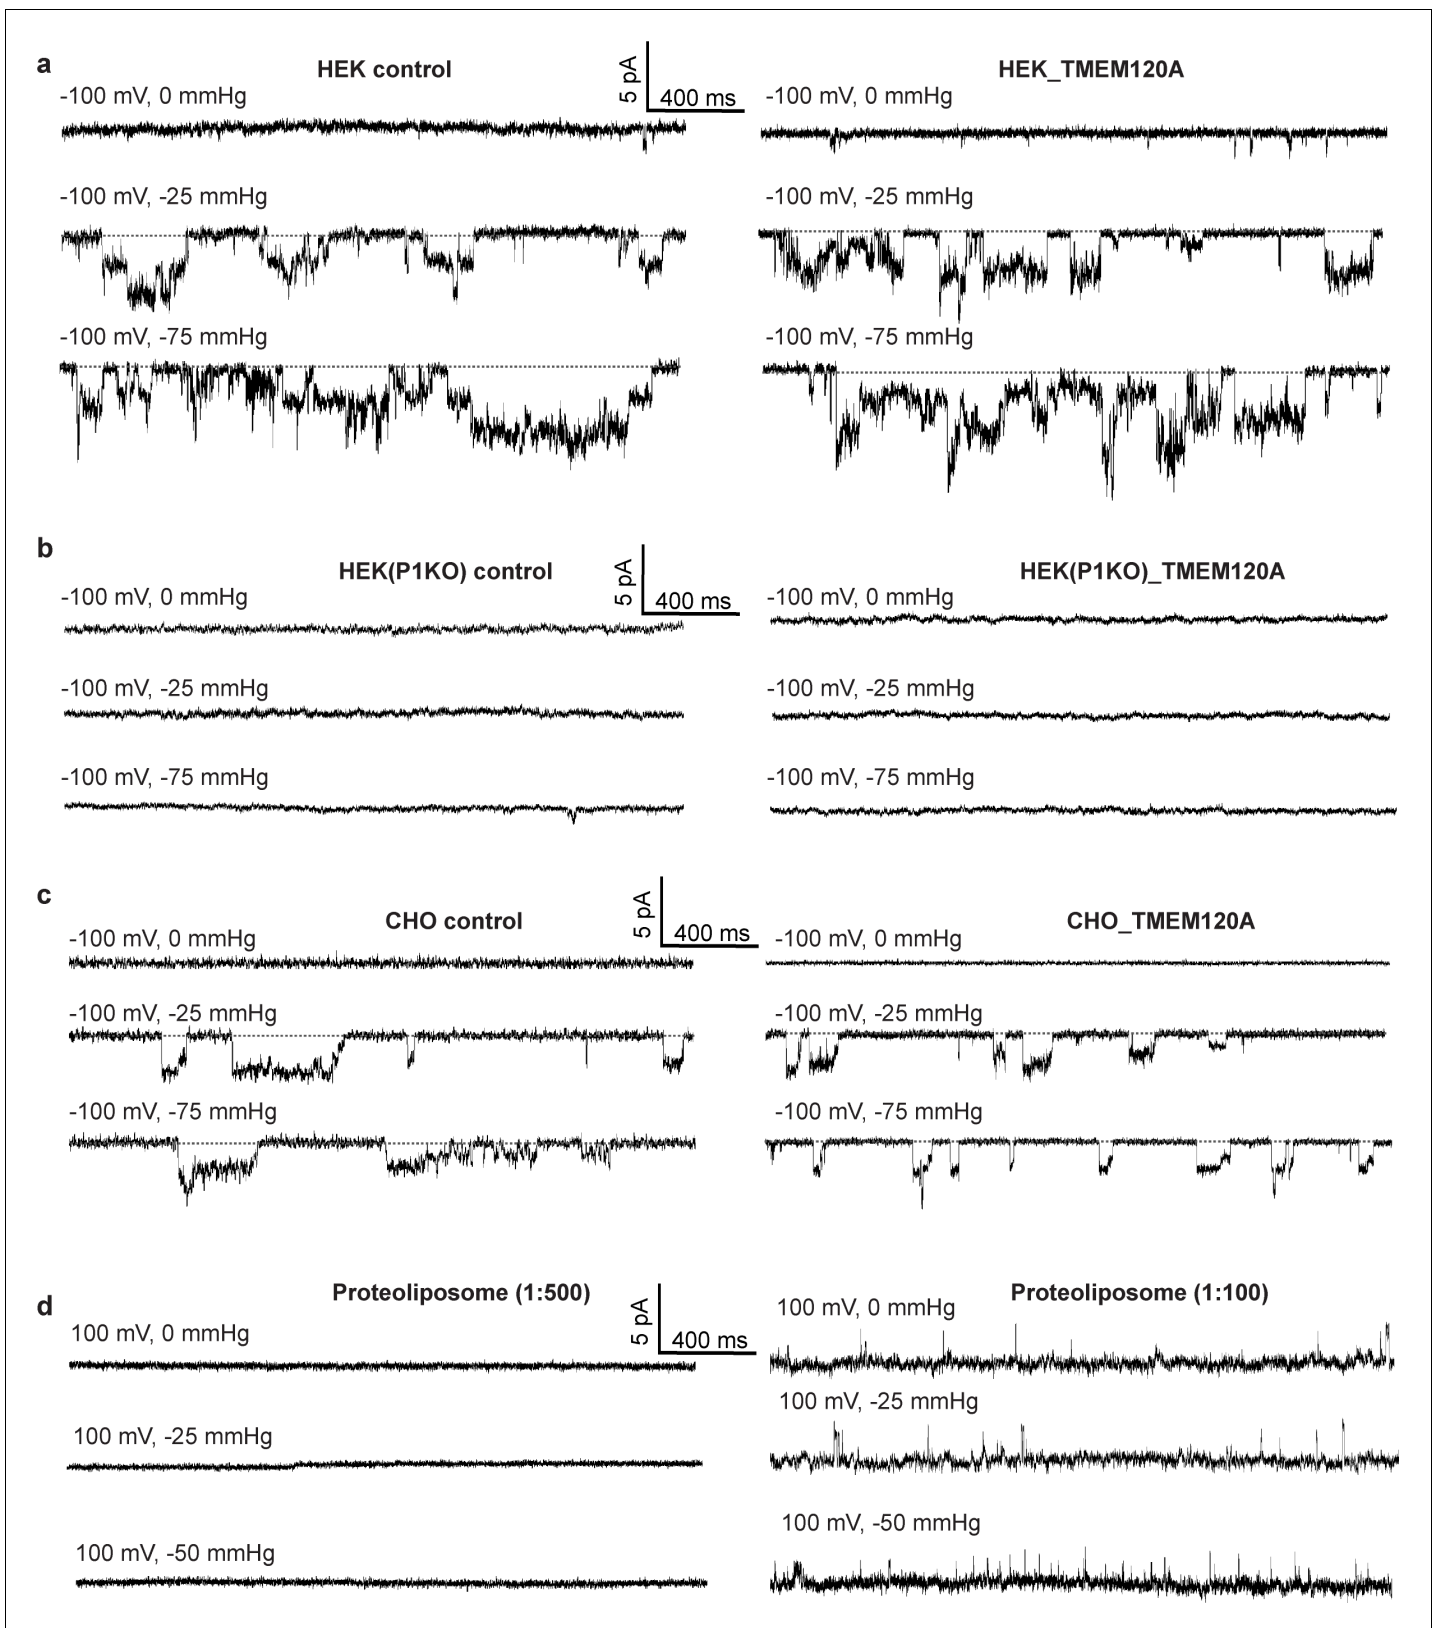 a
HEK control
5 pA
400 ms
HEK_TMEM120A
-100 mV, 0 mmHg
-100 mV, 0 mmHg
-100 mV, -25 mmHg
-100 mV, -25 mmHg
-100 mV, -75 mmHg
-100 mV, -75 mmHg
b
HEK(P1KO) control
5 pA
400 ms
HEK(P1KO)_TMEM120A
-100 mV, 0 mmHg
-100 mV, 0 mmHg
-100 mV, -25 mmHg
-100 mV, -25 mmHg
-100 mV, -75 mmHg
-100 mV, -75 mmHg
c
CHO control
5 pA
400 ms
CHO_TMEM120A
-100 mV, 0 mmHg
-100 mV, 0 mmHg
-100 mV, -25 mmHg
-100 mV, -25 mmHg
-100 mV, -75 mmHg
-100 mV, -75 mmHg
d
Proteoliposome (1:500)
5 pA
400 ms
Proteoliposome (1:100)
100 mV, 0 mmHg
100 mV, 0 mmHg
100 mV, -25 mmHg
100 mV, -25 mmHg
100 mV, -50 mmHg
100 mV, -50 mmHg